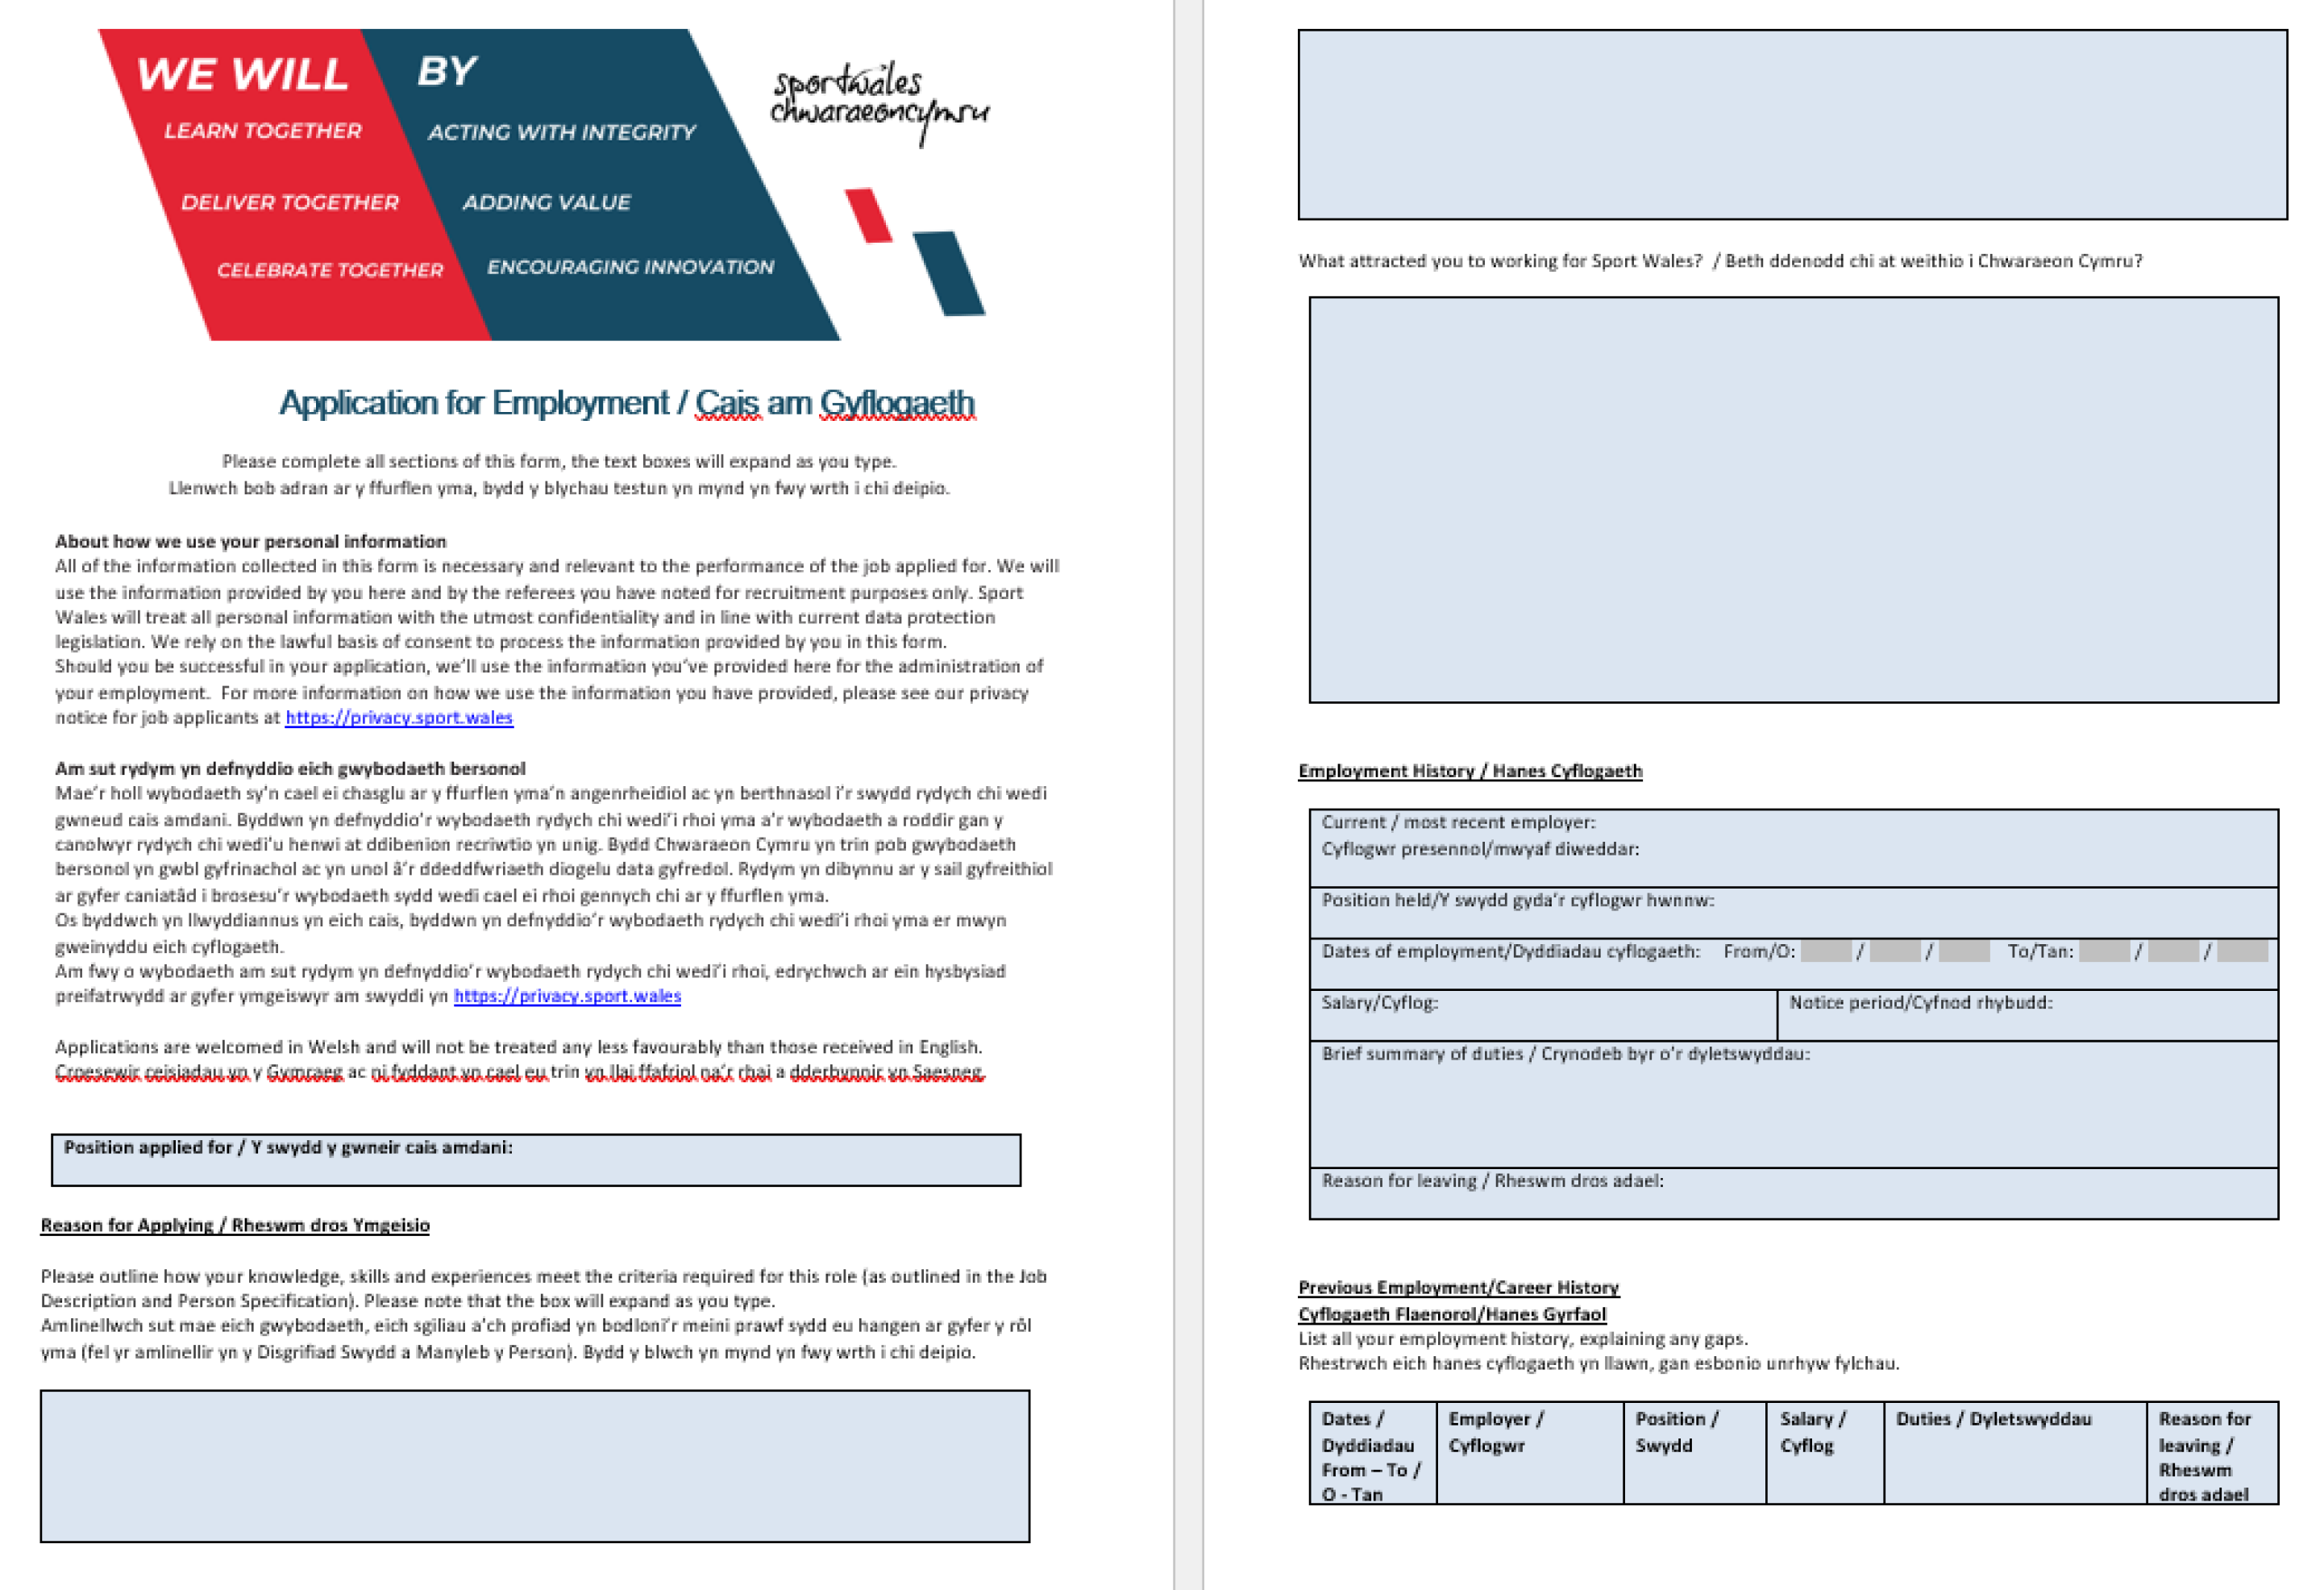 WE WILL
BY
LEARN TOGETHER
ACTING WITH INTEGRITY
DELIVER TOGETHER
ADDING VALUE
CELEBRATE TOGETHER
ENCOURAGING INNOVATION
sportwales
chwaraeoncymru
Application for Employment / Cais am Gyflogaeth
Please complete all sections of this form, the text boxes will expand as you type.
Llenwch bob adran ar y ffurflen yma, bydd y blychau testun yn mynd yn fwy wrth i chi deipio.
About how we use your personal information
All of the information collected in this form is necessary and relevant to the performance of the job applied for. We will
use the information provided by you here and by the referees you have noted for recruitment purposes only. Sport
Wales will treat all personal information with the utmost confidentiality and in line with current data protection
legislation. We rely on the lawful basis of consent to process the information provided by you in this form.
Should you be successful in your application, we’ll use the information you’ve provided here for the administration of
your employment.  For more information on how we use the information you have provided, please see our privacy
notice for job applicants at https://privacy.sport.wales
Am sut rydym yn defnyddio eich gwybodaeth bersonol
Mae’r holl wybodaeth sy’n cael ei chasglu ar y ffurflen yma’n angenrheidiol ac yn berthnasol i’r swydd rydych chi wedi
gwneud cais amdani. Byddwn yn defnyddio’r wybodaeth rydych chi wedi’i rhoi yma a’r wybodaeth a roddir gan y
canolwyr rydych chi wedi’u henwi at ddibenion recriwtio yn unig. Bydd Chwaraeon Cymru yn trin pob gwybodaeth
bersonol yn gwbl gyfrinachol ac yn unol â’r ddeddfwriaeth diogelu data gyfredol. Rydym yn dibynnu ar y sail gyfreithiol
ar gyfer caniatâd i brosesu’r wybodaeth sydd wedi cael ei rhoi gennych chi ar y ffurflen yma.
Os byddwch yn llwyddiannus yn eich cais, byddwn yn defnyddio’r wybodaeth rydych chi wedi’i rhoi yma er mwyn
gweinyddu eich cyflogaeth.
Am fwy o wybodaeth am sut rydym yn defnyddio’r wybodaeth rydych chi wedi’i rhoi, edrychwch ar ein hysbysiad
preifatrwydd ar gyfer ymgeiswyr am swyddi yn https://privacy.sport.wales
Applications are welcomed in Welsh and will not be treated any less favourably than those received in English.
Croesewir ceisiadau yn y Gymraeg ac ni fyddant yn cael eu trin yn llai ffafriol na’r rhai a dderbynnir yn Saesneg.
Position applied for / Y swydd y gwneir cais amdani:
Reason for Applying / Rheswm dros Ymgeisio
Please outline how your knowledge, skills and experiences meet the criteria required for this role (as outlined in the Job
Description and Person Specification). Please note that the box will expand as you type.
Amlinellwch sut mae eich gwybodaeth, eich sgiliau a’ch profiad yn bodloni’r meini prawf sydd eu hangen ar gyfer y rôl
yma (fel yr amlinellir yn y Disgrifiad Swydd a Manyleb y Person). Bydd y blwch yn mynd yn fwy wrth i chi deipio.
What attracted you to working for Sport Wales?  / Beth ddenodd chi at weithio i Chwaraeon Cymru?
Employment History / Hanes Cyflogaeth
Current / most recent employer:
Cyflogwr presennol/mwyaf diweddar:
Position held/Y swydd gyda’r cyflogwr hwnnw:
Dates of employment/Dyddiadau cyflogaeth: From/O: / / To/Tan: / /
Salary/Cyflog:
Notice period/Cyfnod rhybudd:
Brief summary of duties / Crynodeb byr o’r dyletswyddau:
Reason for leaving / Rheswm dros adael:
Previous Employment/Career History
Cyflogaeth Flaenorol/Hanes Gyrfaol
List all your employment history, explaining any gaps.
Rhestrwch eich hanes cyflogaeth yn llawn, gan esbonio unrhyw fylchau.
Dates /
Dyddiadau
From – To /
O - Tan
Employer /
Cyflogwr
Position /
Swydd
Salary /
Cyflog
Duties / Dyletswyddau
Reason for
leaving /
Rheswm
dros adael